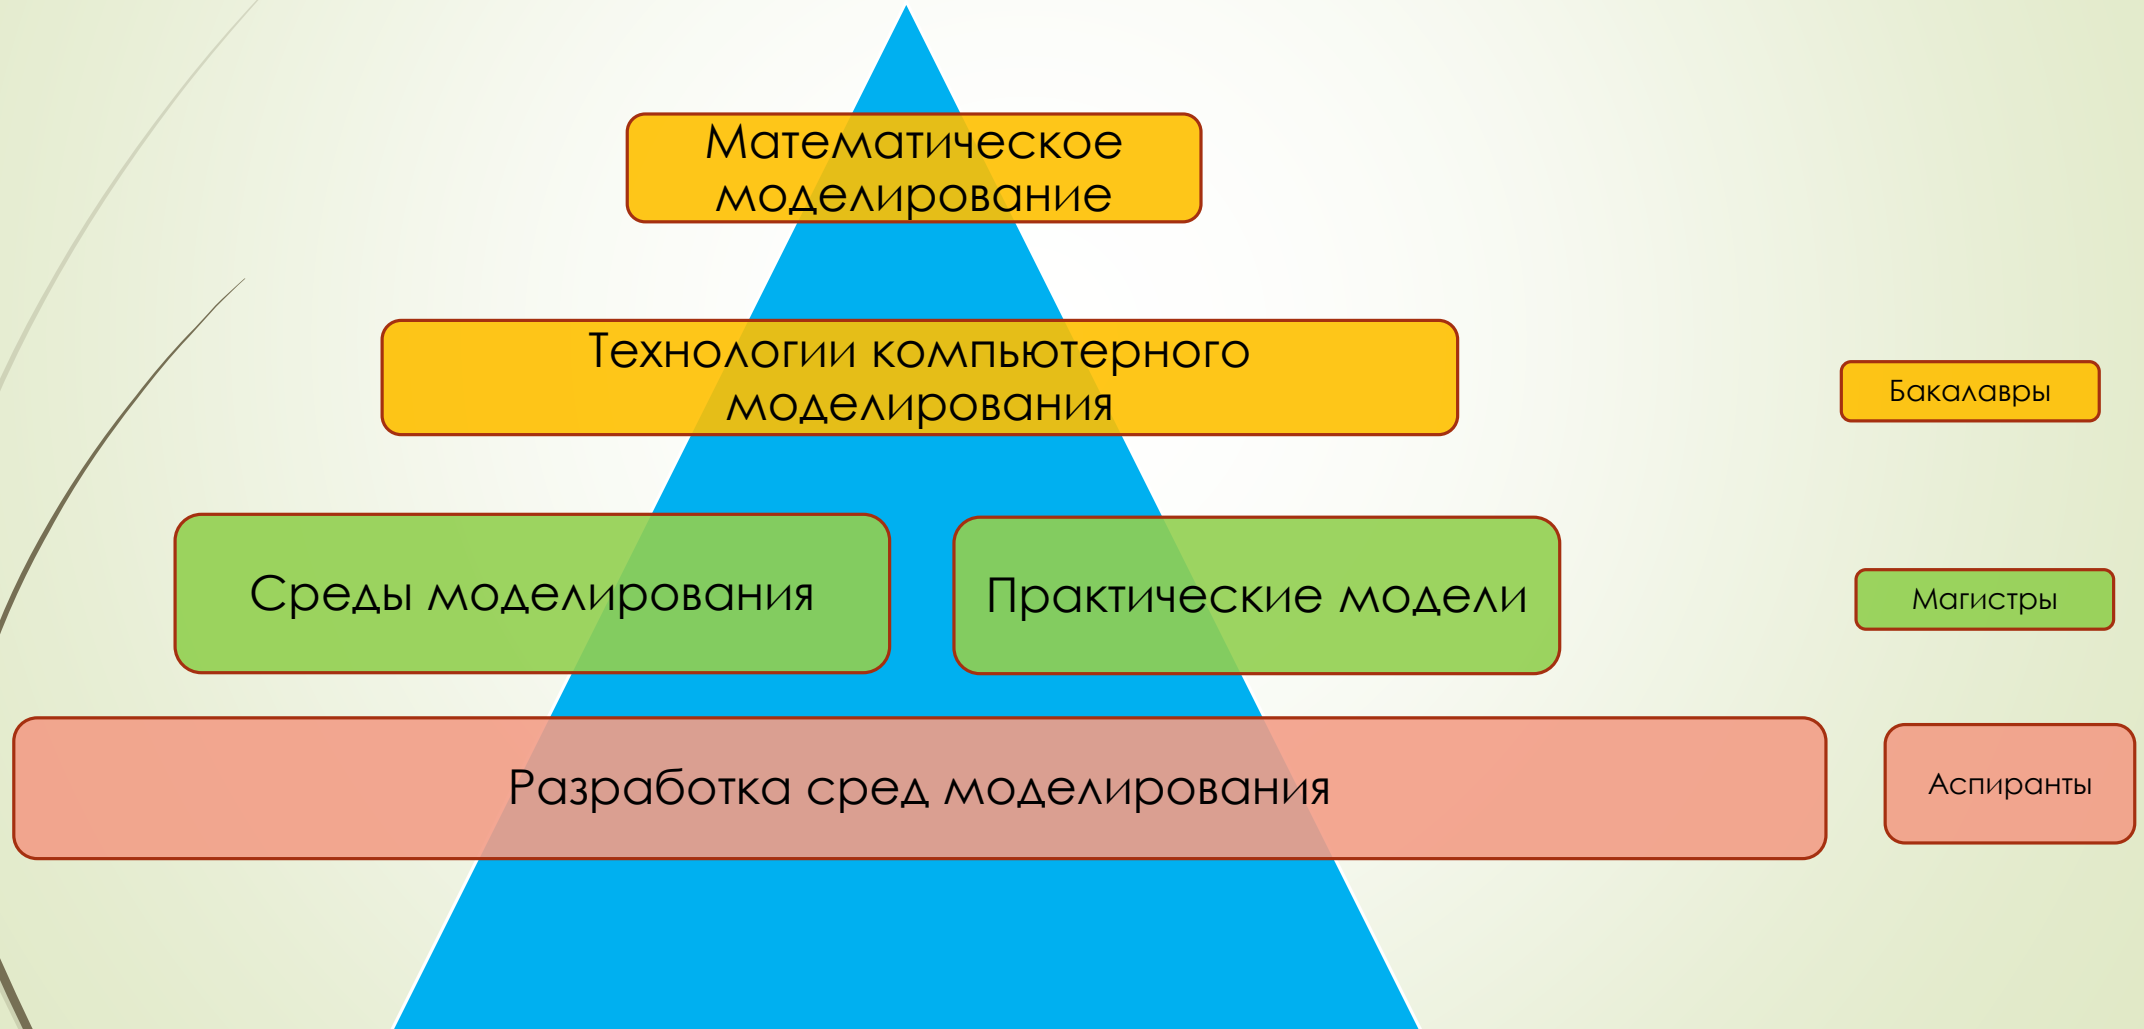 Математическое
моделирование
Технологии компьютерного
моделирования
Бакалавры
Среды моделирования
Практические модели
Магистры
Разработка сред моделирования
Аспиранты